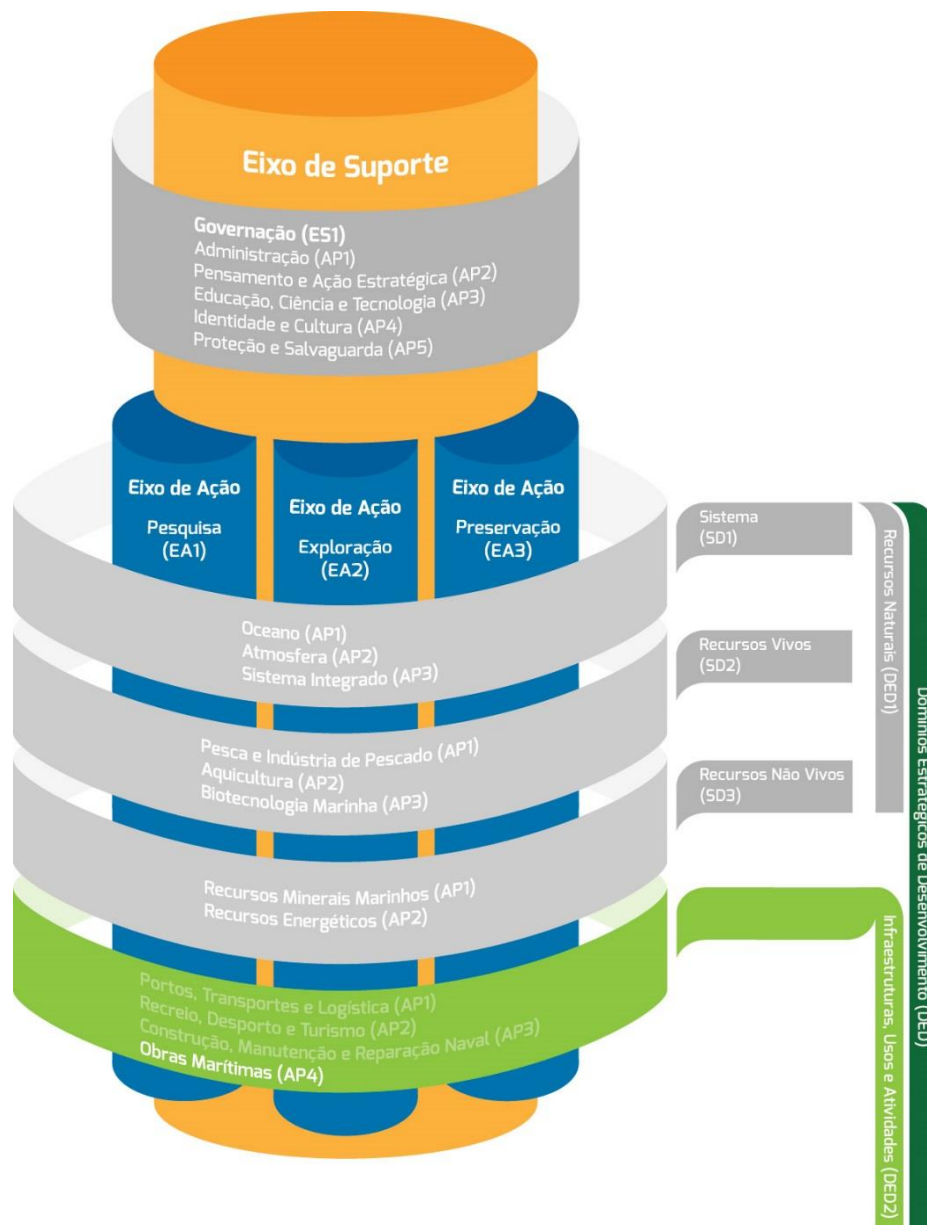 Eixo de Suporte
Governação (ES1)
Administração (AP1)
Pensamento e Ação Estratégica (AP2)
Educação, Ciência e Tecnologia (AP3)
Identidade e Cultura (AP4)
Proteção e Salvaguarda (AP5)
Eixo de Ação
Pesquisa
(EA1)
Eixo de Ação
Exploração
(EA2)
Eixo de Ação
Preservação
(EA3)
Oceano (AP1)
Atmosfera (AP2)
Sistema Integrado (AP3)
Pesca e Indústria de Pescado (AP1)
Aquicultura (AP2)
Biotecnologia Marinha (AP3)
Recursos Minerais Marinhos (AP1)
Recursos Energéticos (AP2)
Portos, Transportes e Logística (AP1)
Recreio, Desporto e Turismo (AP2)
Construção, Manutenção e Reparação Naval (AP3)
Obras Marítimas (AP4)
Sistema
(SD1)
Recursos Vivos
(SD2)
Recursos Não Vivos
(SD3)
Recursos Naturais (DED1)
Infraestruturas, Usos e Atividades (DED2)
Domínios Estratégicos de Desenvolvimento (DED)